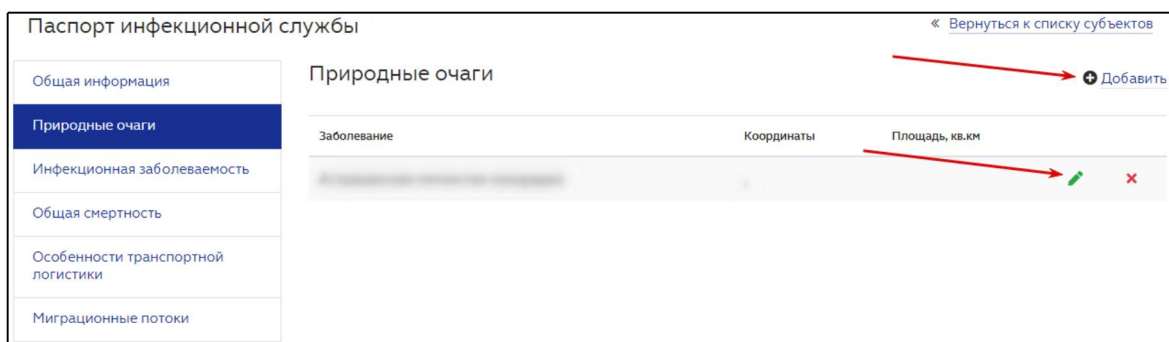 Паспорт инфекционной службы
« Вернуться к списку субъектов
Общая информация
Природные очаги
Инфекционная заболеваемость
Общая смертность
Особенности транспортной
логистики
Миграционные потоки
Природные очаги
Добавить
Заболевание Координаты Площадь, кв.км